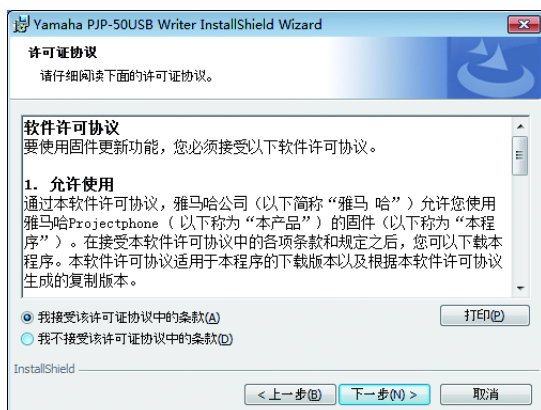 Yamaha PJP-50USB Writer InstallShield Wizard
许可证协议
请仔细阅读下面的许可证协议。
软件许可协议
要使用固件更新功能，您必须接受以下软件许可协议。
1. 允许使用
通过本软件许可协议，雅马哈公司（以下简称“雅马 哈”）允许您使用
雅马哈Projectphone（ 以下称为“本产品”）的固件（以下称为“本程
序”）。在接受本软件许可协议中的各项条款和规定之后，您可以下载本
程序。本软件许可协议适用于本程序的下载版本以及根据本软件许可协议
生成的复制版本。
我接受该许可证协议中的条款(A)
打印(P)
我不接受该许可证协议中的条款(D)
InstallShield
< 上一步(B)
下一步(N) >
取消